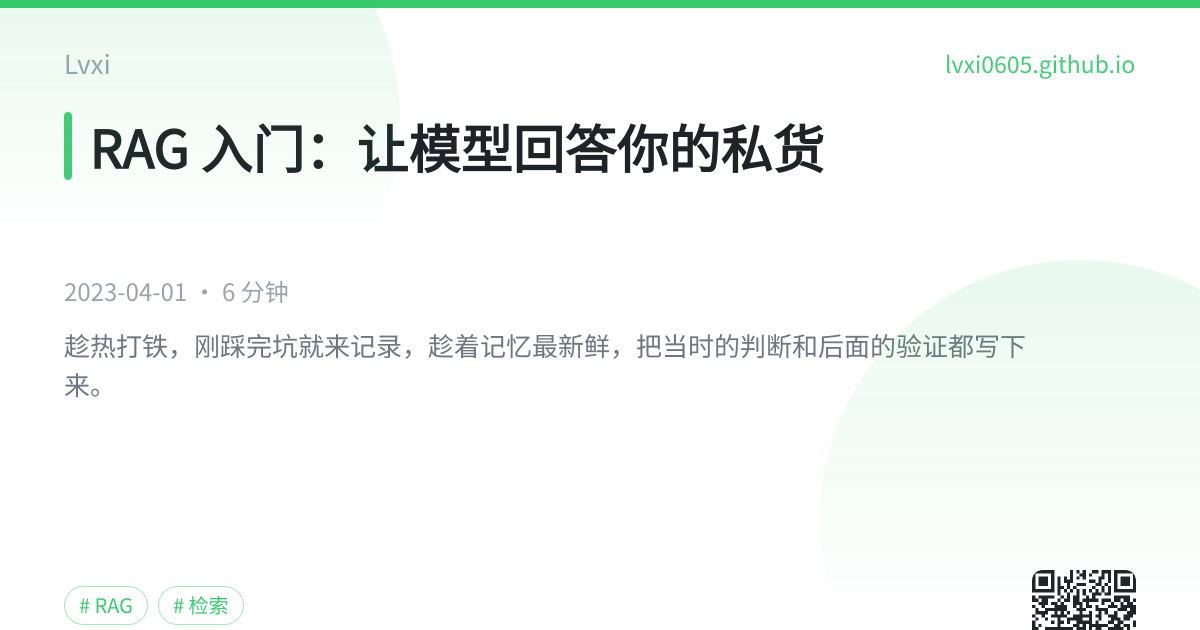 Lvxi
lvxi0605.github.io
RAG 入门：让模型回答你的私货
2023-04-01 · 6 分钟
趁热打铁，刚踩完坑就来记录，趁着记忆最新鲜，把当时的判断和后面的验证都写下
来。
# RAG
# 检索